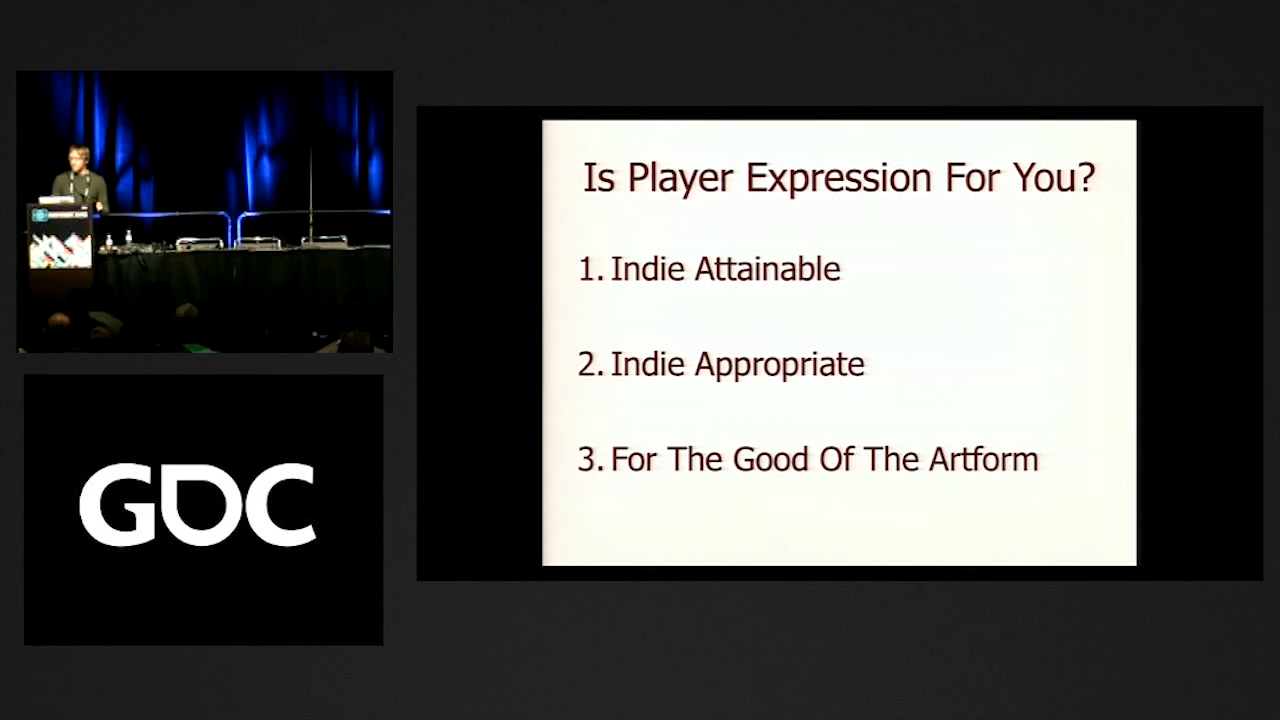 GDC
Is Player Expression For You?
1. Indie Attainable
2. Indie Appropriate
3. For The Good Of The Artform